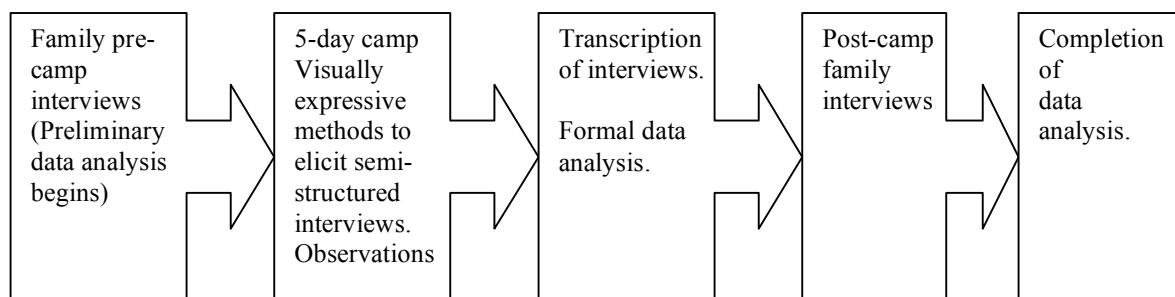 Family pre-
camp
interviews
(Preliminary
data analysis
begins)
5-day camp
Visually
expressive
methods to
elicit semi-
structured
interviews.
Observations
Transcription
of interviews.
Formal data
analysis.
Post-camp
family
interviews
Completion
of
data
analysis.